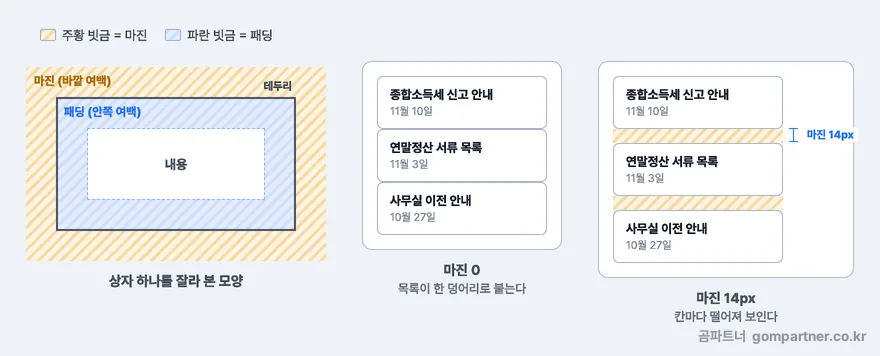 주황 빗금 = 마진
파란 빗금 = 패딩
마진 (바깥 여백)
테두리
패딩 (안쪽 여백)
내용
상자 하나를 잘라 본 모양
종합소득세 신고 안내
11월 10일
연말정산 서류 목록
11월 3일
사무실 이전 안내
10월 27일
마진 0
목록이 한 덩어리로 붙는다
종합소득세 신고 안내
11월 10일
마진 14px
연말정산 서류 목록
11월 3일
사무실 이전 안내
10월 27일
마진 14px
칸마다 떨어져 보인다
곰파트너 gompartner.co.kr